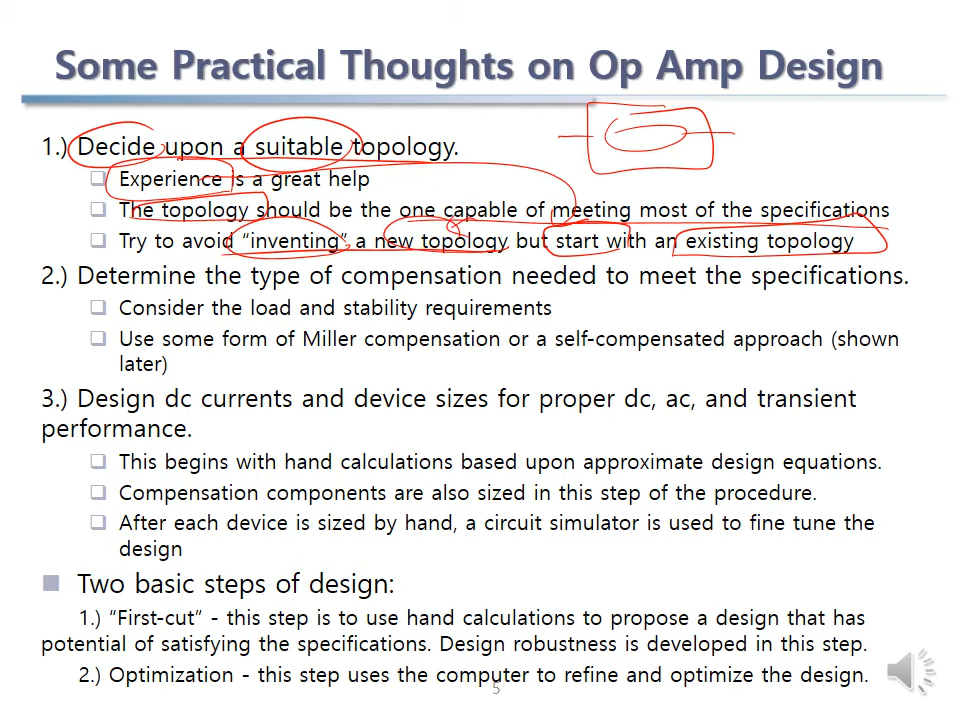 Some Practical Thoughts on Op Amp Design
1.) Decide upon a suitable topology.
❑ Experience is a great help
❑ The topology should be the one capable of meeting most of the specifications
❑ Try to avoid “inventing” a new topology but start with an existing topology
2.) Determine the type of compensation needed to meet the specifications.
❑ Consider the load and stability requirements
❑ Use some form of Miller compensation or a self-compensated approach (shown
later)
3.) Design dc currents and device sizes for proper dc, ac, and transient
performance.
❑ This begins with hand calculations based upon approximate design equations.
❑ Compensation components are also sized in this step of the procedure.
❑ After each device is sized by hand, a circuit simulator is used to fine tune the
design
■ Two basic steps of design:
1.) “First-cut” - this step is to use hand calculations to propose a design that has
potential of satisfying the specifications. Design robustness is developed in this step.
2.) Optimization - this step uses the computer to refine and optimize the design.
5